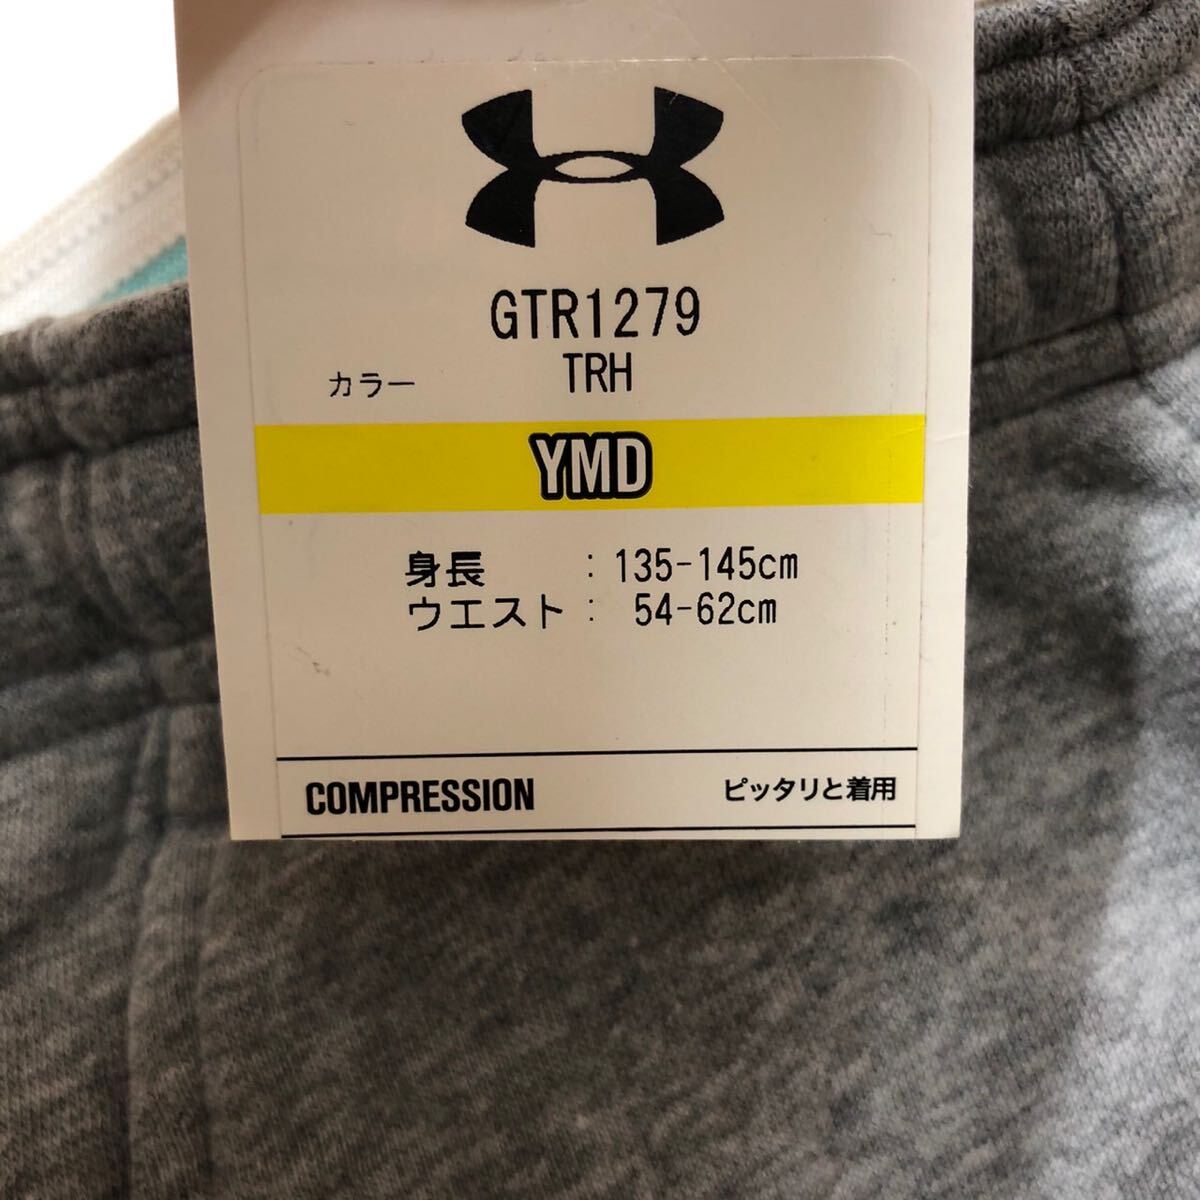 GTR1279
カラー TRH
YMD
身長 : 135-145cm
ウエスト : 54-62cm
COMPRESSION ピッタリと着用